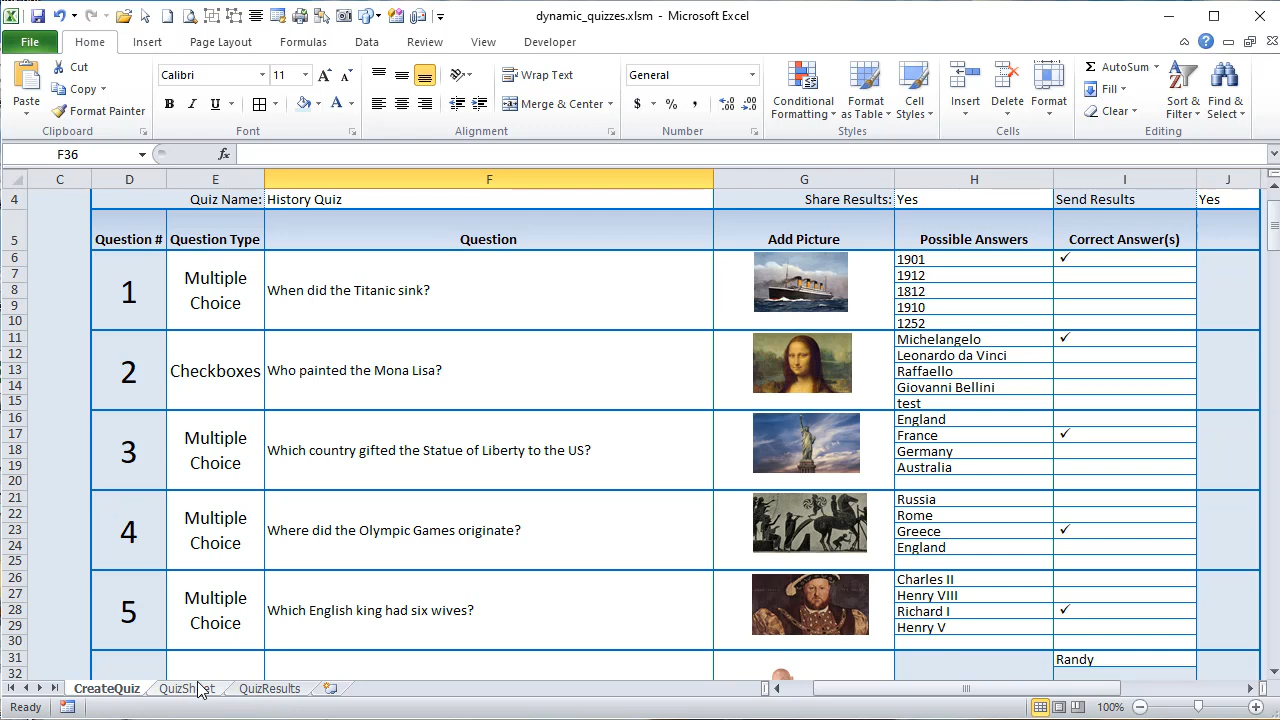 dynamic_quizzes.xlsm - Microsoft Excel
File Home Insert Page Layout Formulas Data Review View Developer
Paste
Cut
Copy
Format Painter
Clipboard
Calibri 11
B I U
Font
Wrap Text
Merge & Center
Alignment
General
$ % ,
Number
Conditional Formatting
Format as Table
Cell Styles
Styles
Insert
Delete
Format
Cells
AutoSum
Fill
Clear
Sort & Filter
Find & Select
Editing
F36 fx
C D E F G H I J
4 Quiz Name: History Quiz Share Results: Yes Send Results Yes
5 Question # Question Type Question Add Picture Possible Answers Correct Answer(s)
6 1901 ✓
7 1912
8 1 Multiple Choice When did the Titanic sink? 1812
9 1910
10 1252
11 Michelangelo ✓
12 Leonardo da Vinci
13 2 Checkboxes Who painted the Mona Lisa? Raffaello
14 Giovanni Bellini
15 test
16 England
17 France ✓
18 3 Multiple Choice Which country gifted the Statue of Liberty to the US? Germany
19 Australia
20
21 Russia
22 Rome
23 4 Multiple Choice Where did the Olympic Games originate? Greece ✓
24 England
25
26 Charles II
27 Henry VIII
28 5 Multiple Choice Which English king had six wives? Richard I ✓
29 Henry V
30
31 Randy
32
CreateQuiz QuizSheet QuizResults
Ready 100%